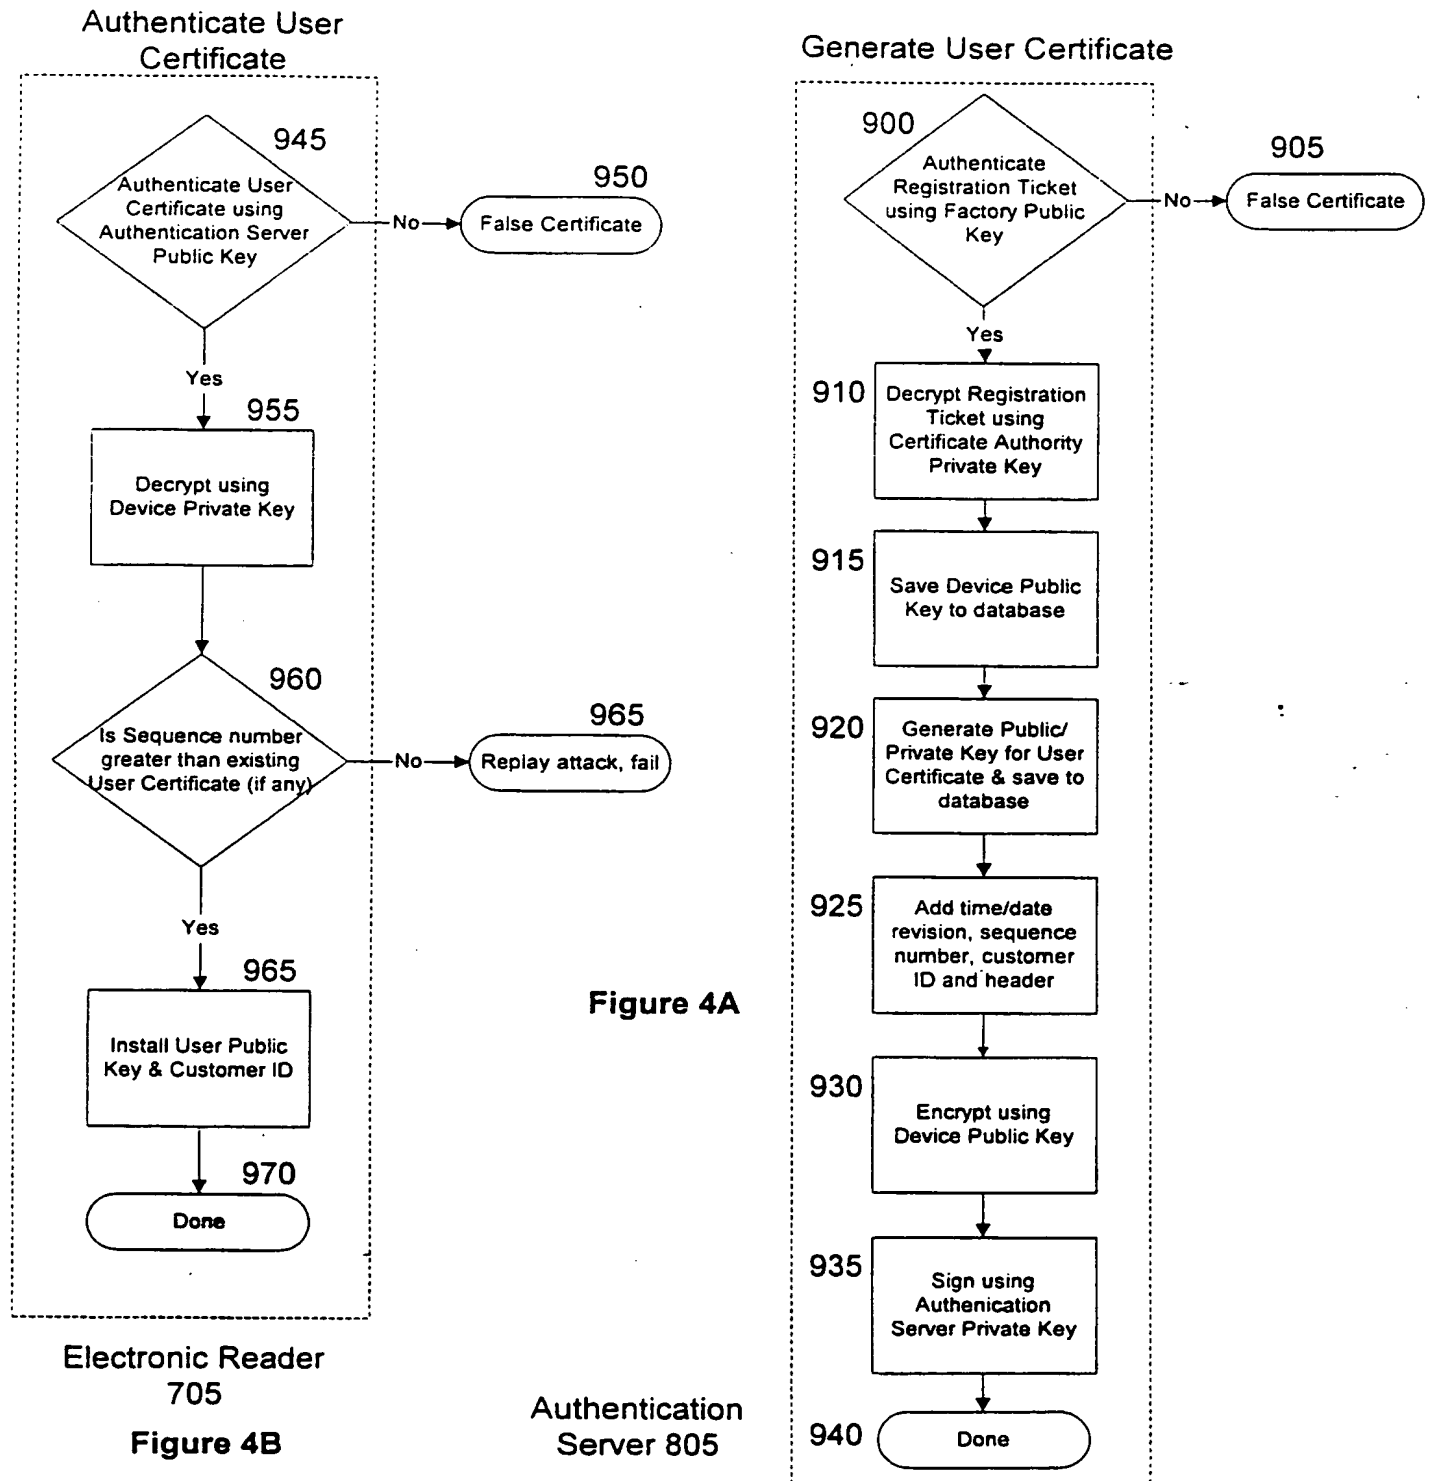 Authenticate User
Certificate
945
Authenticate User
Certificate using
Authentication Server
Public Key
No
950
False Certificate
Yes
955
Decrypt using
Device Private Key
960
Is Sequence number
greater than existing
User Certificate (if any)
No
965
Replay attack, fail
Yes
965
Install User Public
Key & Customer ID
970
Done
Electronic Reader
705
Figure 4B
Generate User Certificate
900
Authenticate
Registration Ticket
using Factory Public
Key
No
905
False Certificate
Yes
910
Decrypt Registration
Ticket using
Certificate Authority
Private Key
915
Save Device Public
Key to database
920
Generate Public/
Private Key for User
Certificate & save to
database
925
Add time/date
revision, sequence
number, customer
ID and header
Figure 4A
930
Encrypt using
Device Public Key
935
Sign using
Authenication
Server Private Key
940
Done
Authentication
Server 805